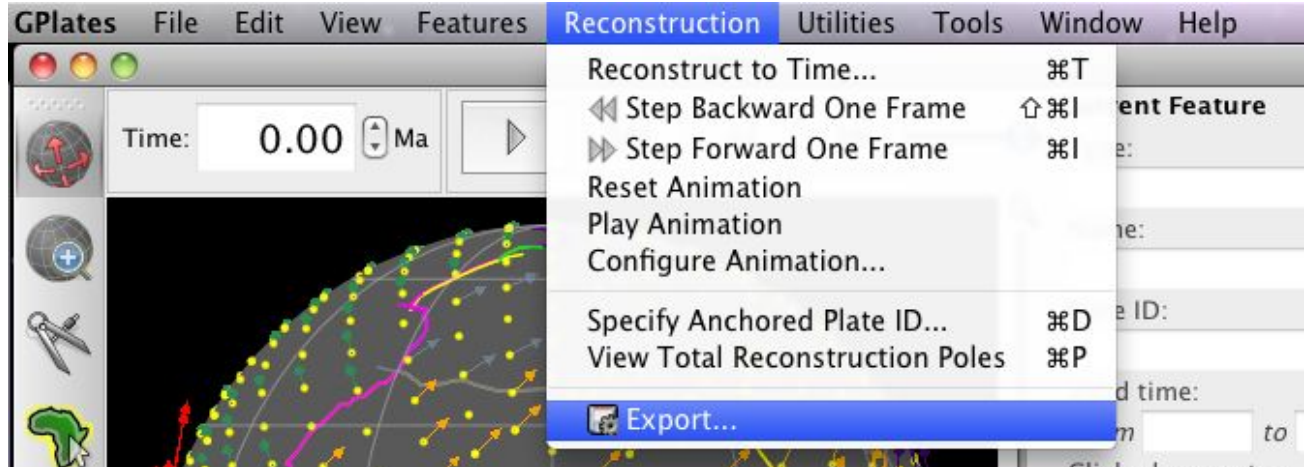 GPlates File Edit View Features Reconstruction Utilities Tools Window Help
Reconstruct to Time... ⌘T
Step Backward One Frame ⇧⌘I
Step Forward One Frame ⌘I
Reset Animation
Play Animation
Configure Animation...
Specify Anchored Plate ID... ⌘D
View Total Reconstruction Poles ⌘P
Export...
Time: 0.00 Ma
Feature
ID:
time:
to